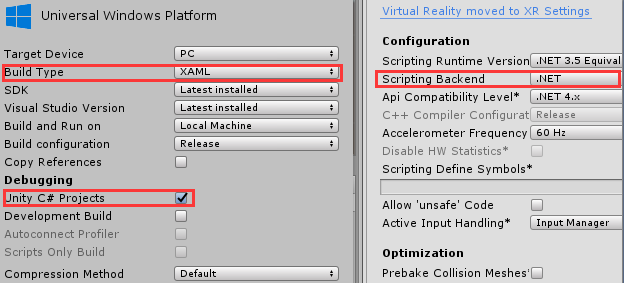 Universal Windows Platform
Target Device PC
Build Type XAML
SDK Latest installed
Visual Studio Version Latest installed
Build and Run on Local Machine
Build configuration Release
Copy References
Debugging
Unity C# Projects
Development Build
Autoconnect Profiler
Scripts Only Build
Compression Method Default
Virtual Reality moved to XR Settings
Configuration
Scripting Runtime Version .NET 3.5 Equival
Scripting Backend .NET
Api Compatibility Level* .NET 4.x
C++ Compiler Configurat Release
Accelerometer Frequency 60 Hz
Disable HW Statistics*
Scripting Define Symbols*
Allow 'unsafe' Code
Active Input Handling* Input Manager
Optimization
Prebake Collision Meshes*